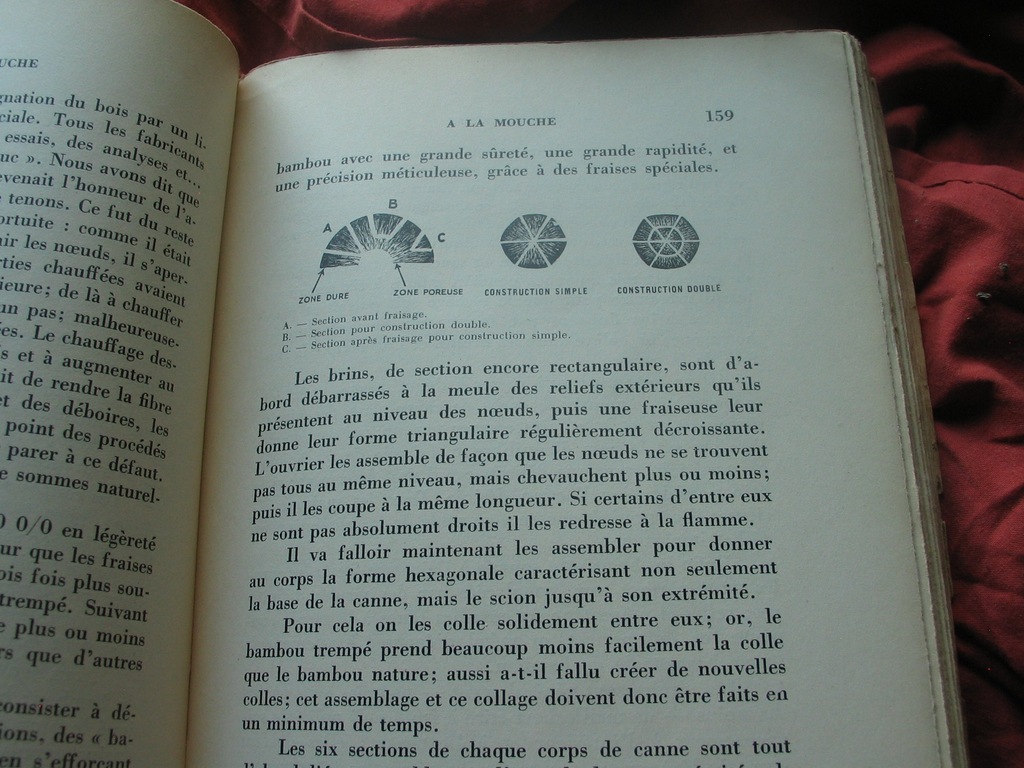 UCHE
gnation du bois par un li-
ciale. Tous les fabricants
essais, des analyses et...
uc ». Nous avons dit que
evenait l'honneur de l'a-
tenons. Ce fut du reste
ortuite : comme il était
ir les nœuds, il s'aper-
rties chauffées avaient
ieure; de là à chauffer
un pas; malheureuse-
es. Le chauffage des-
s et à augmenter au
it de rendre la fibre
et des déboires, les
point des procédés
parer à ce défaut.
e sommes naturel-
0 0/0 en légèreté
ur que les fraises
ois fois plus sou-
trempé. Suivant
e plus ou moins
rs que d'autres
consister à dé-
ions, des « ba-
en s'efforçant
A LA MOUCHE 159
bambou avec une grande sûreté, une grande rapidité, et
une précision méticuleuse, grâce à des fraises spéciales.
A B C
ZONE DURE ZONE POREUSE CONSTRUCTION SIMPLE CONSTRUCTION DOUBLE
A. — Section avant fraisage.
B. — Section pour construction double.
C. — Section après fraisage pour construction simple.
Les brins, de section encore rectangulaire, sont d'a-
bord débarrassés à la meule des reliefs extérieurs qu'ils
présentent au niveau des nœuds, puis une fraiseuse leur
donne leur forme triangulaire régulièrement décroissante.
L'ouvrier les assemble de façon que les nœuds ne se trouvent
pas tous au même niveau, mais chevauchent plus ou moins;
puis il les coupe à la même longueur. Si certains d'entre eux
ne sont pas absolument droits il les redresse à la flamme.
Il va falloir maintenant les assembler pour donner
au corps la forme hexagonale caractérisant non seulement
la base de la canne, mais le scion jusqu'à son extrémité.
Pour cela on les colle solidement entre eux; or, le
bambou trempé prend beaucoup moins facilement la colle
que le bambou nature; aussi a-t-il fallu créer de nouvelles
colles; cet assemblage et ce collage doivent donc être faits en
un minimum de temps.
Les six sections de chaque corps de canne sont tout